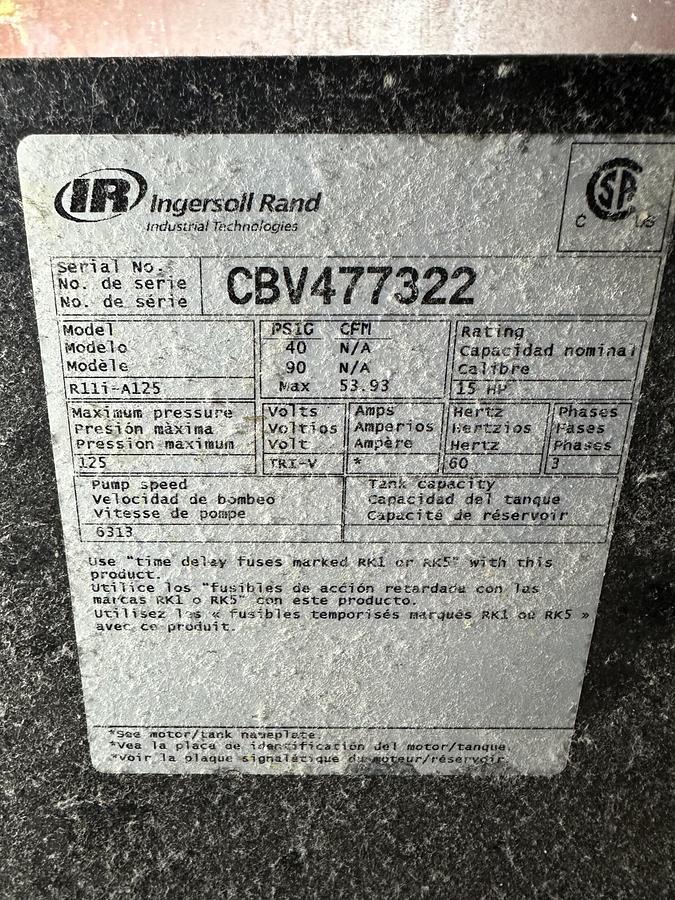 IR Ingersoll Rand
Industrial Technologies
SP
C US
Serial No.
No. de serie
No. de série
CBV477322
Model
Modelo
Modèle
R11i-A125
PSIG CFM
40 N/A
90 N/A
Max 53.93
Rating
Capacidad nominal
Calibre
15 HP
Maximum pressure
Presión màxima
Pression maximum
125
Volts
Voltios
Volt
TRI-V
Amps
Amperios
Ampère
*
Hertz
Hertzios
Hertz
60
Phases
Fases
Phases
3
Pump speed
Velocidad de bombeo
Vitesse de pompe
6313
Tank capacity
Capacidad del tanque
Capacité de réservoir
Use "time delay fuses marked RK1 or RK5" with this
product.
Utilice los "fusibles de acción retardada con las
marcas RK1 o RK5" con este producto.
Utilisez les « fusibles temporisés marqués RK1 ou RK5 »
avec ce produit.
*See motor/tank nameplate.
*Vea la placa de identificación del motor/tanque.
*Voir la plaque signalétique du moteur/réservoir.